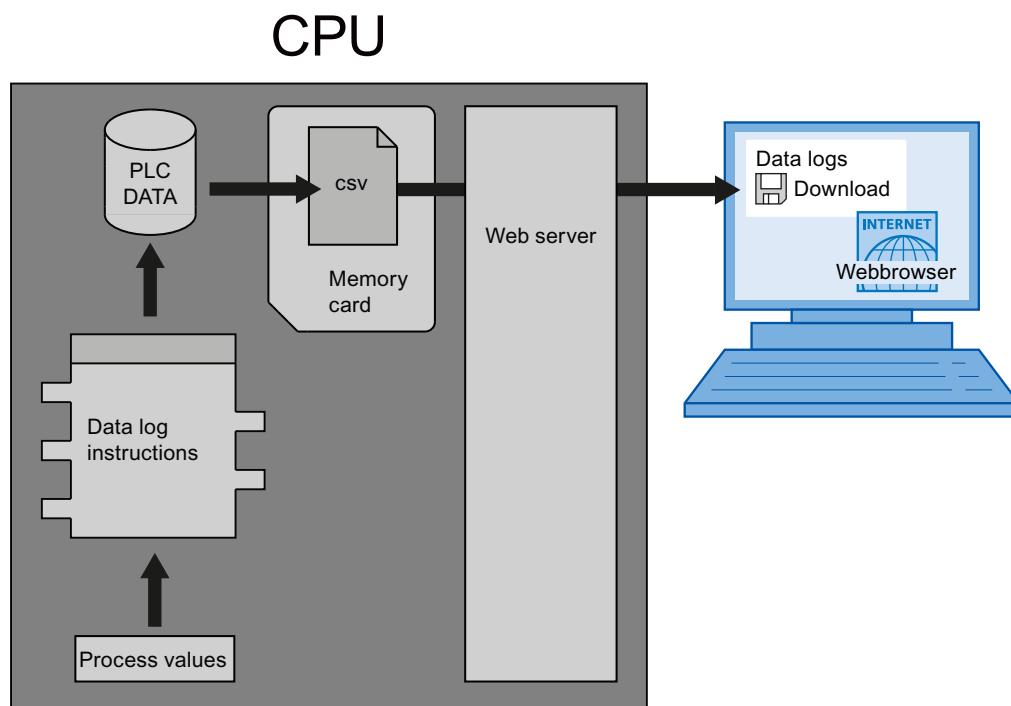 CPU
PLC
DATA
csv
Memory
card
Web server
Data logs
Download
INTERNET
Webbrowser
Data log
instructions
Process values